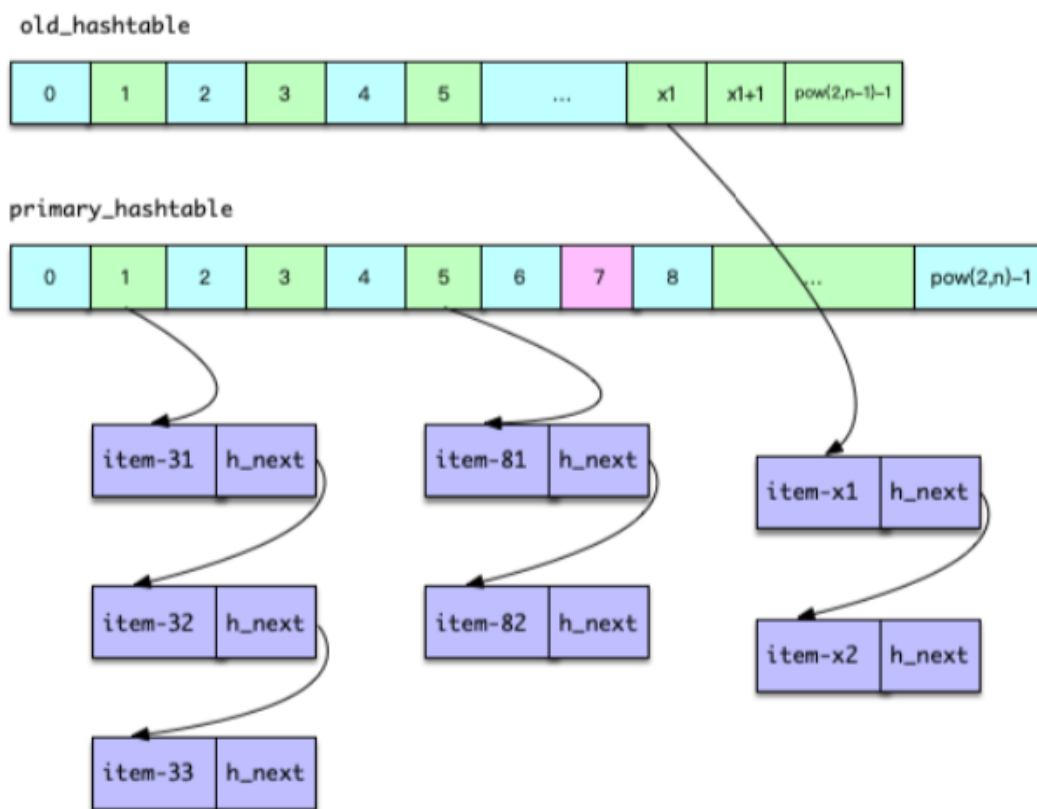 old_hashtable
0 1 2 3 4 5 ... x1 x1+1 pow(2,n-1)-1
primary_hashtable
0 1 2 3 4 5 6 7 8 ... pow(2,n)-1
item-31 h_next item-81 h_next
item-x1 h_next
item-32 h_next item-82 h_next
item-x2 h_next
item-33 h_next